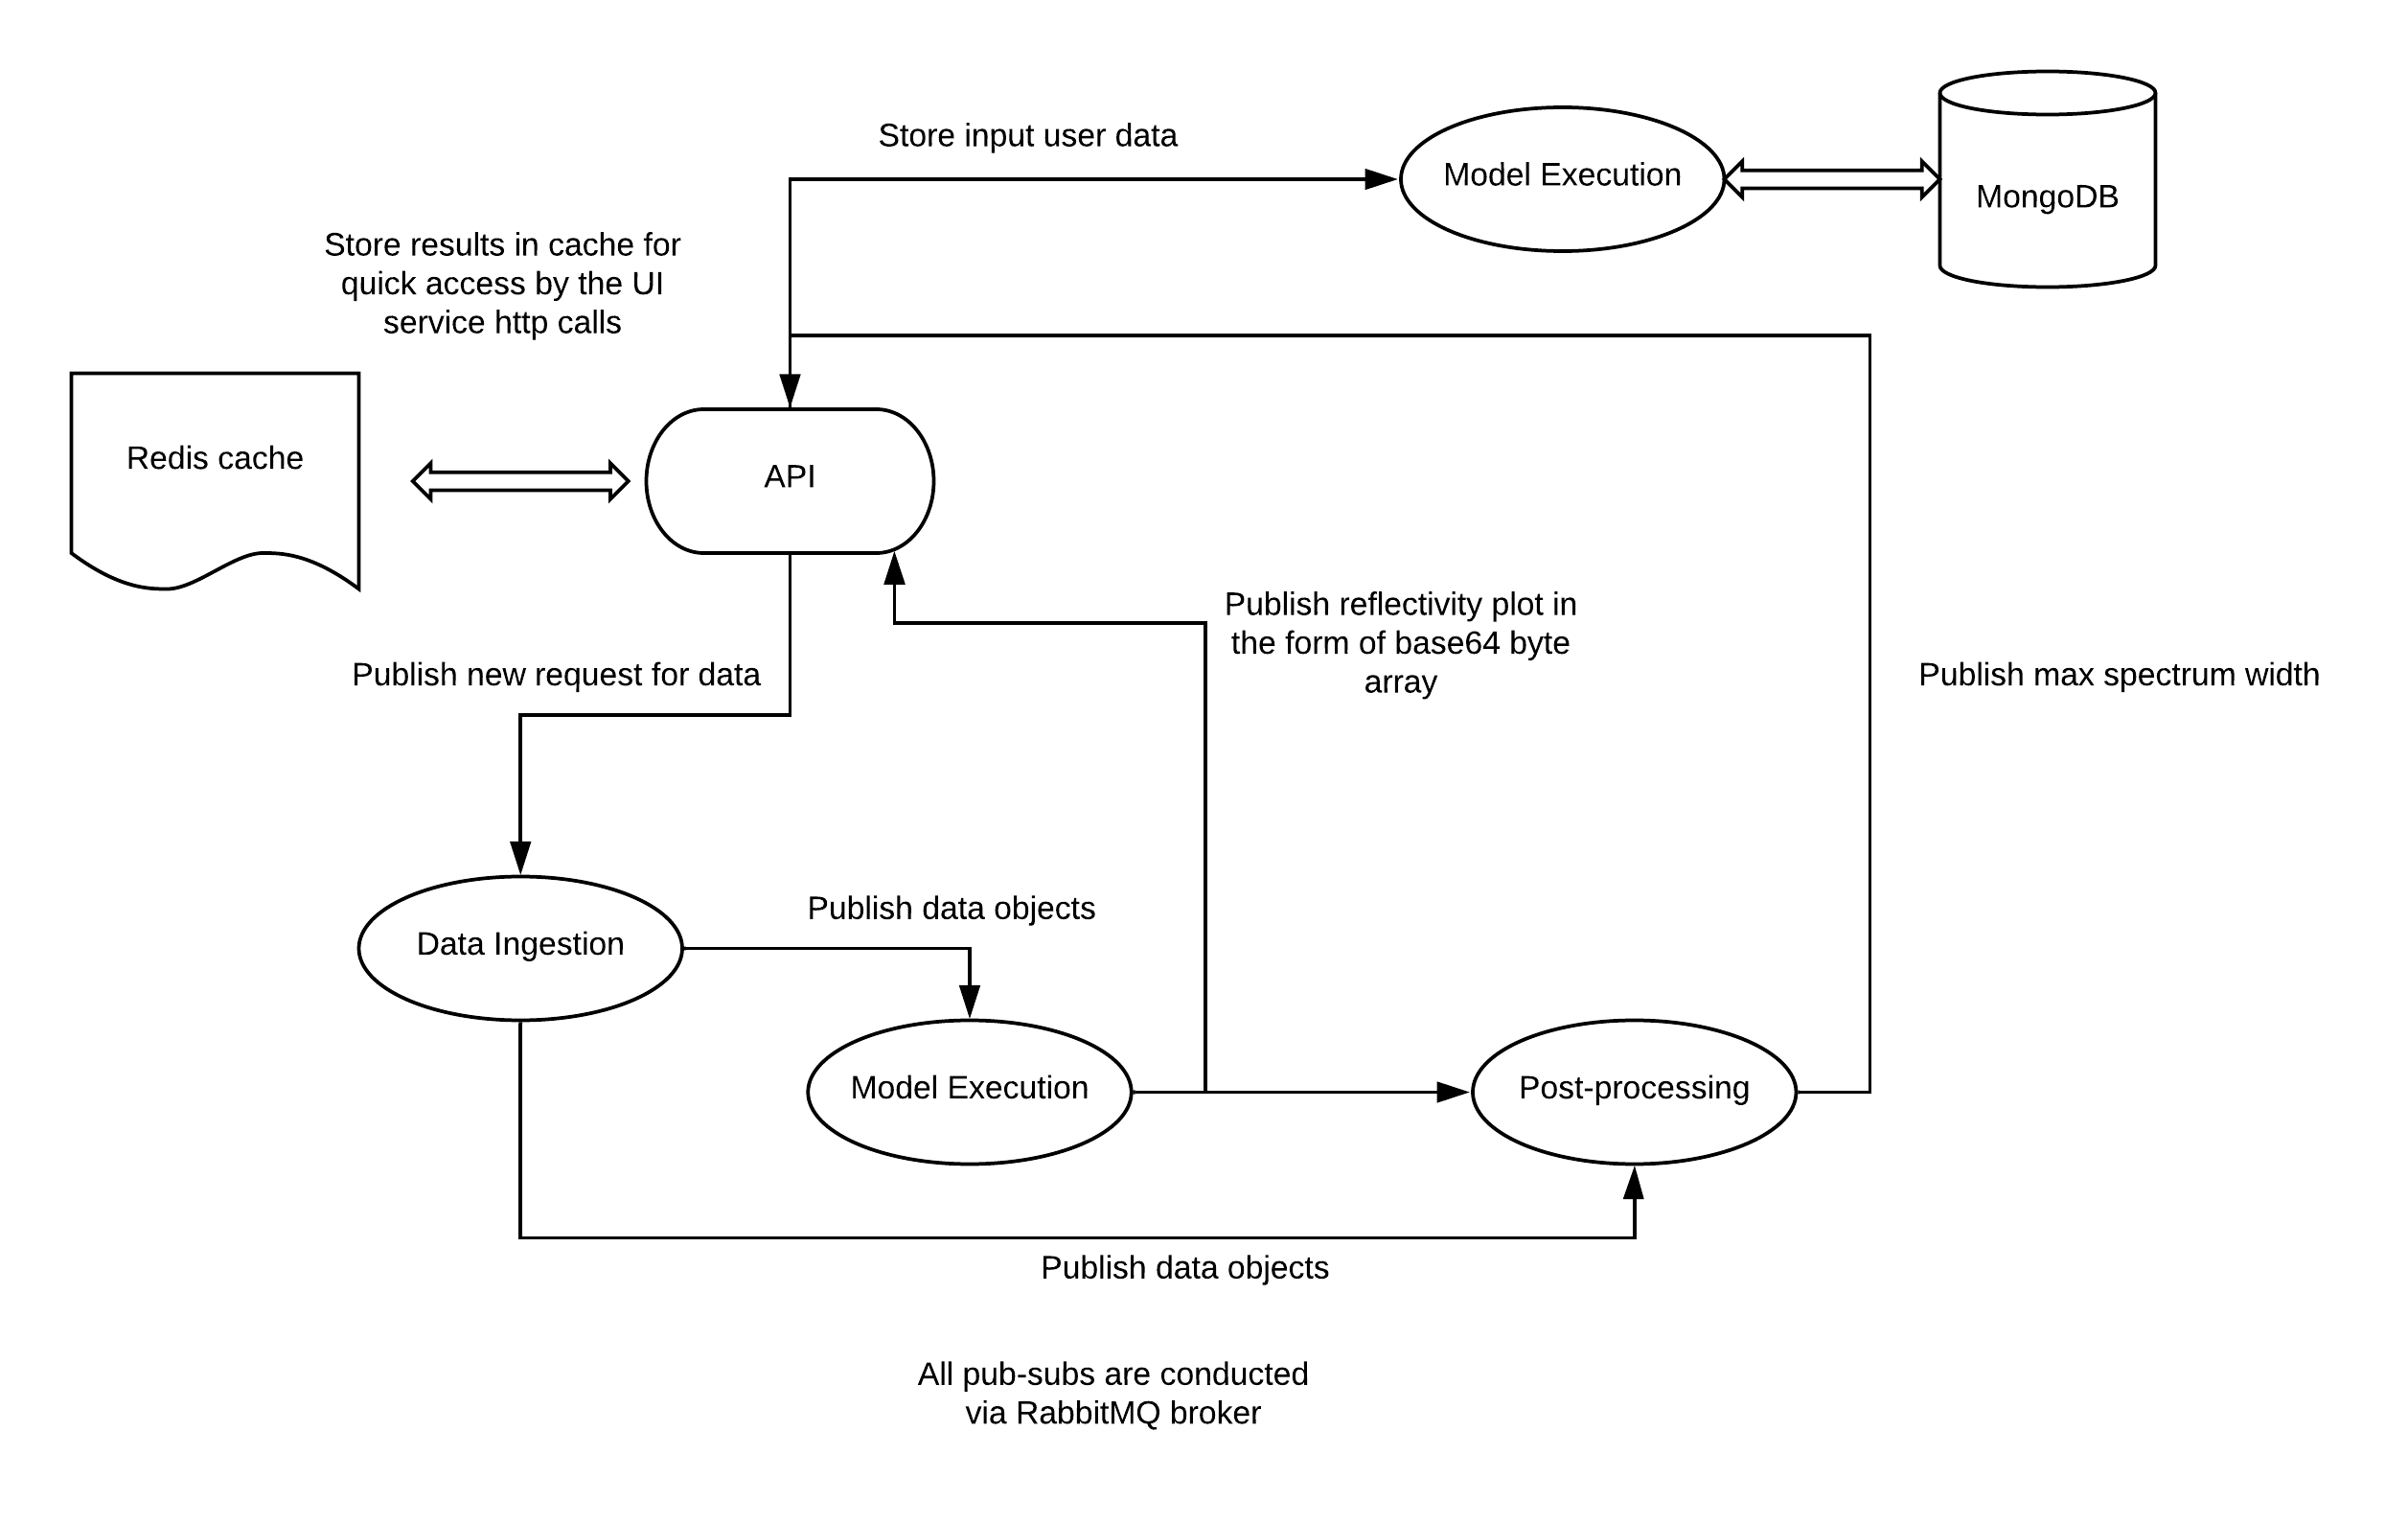 Store input user data
Model Execution
MongoDB
Store results in cache for
quick access by the UI
service http calls
Redis cache
API
Publish reflectivity plot in
the form of base64 byte
array
Publish new request for data
Publish max spectrum width
Publish data objects
Data Ingestion
Model Execution
Post-processing
Publish data objects
All pub-subs are conducted
via RabbitMQ broker